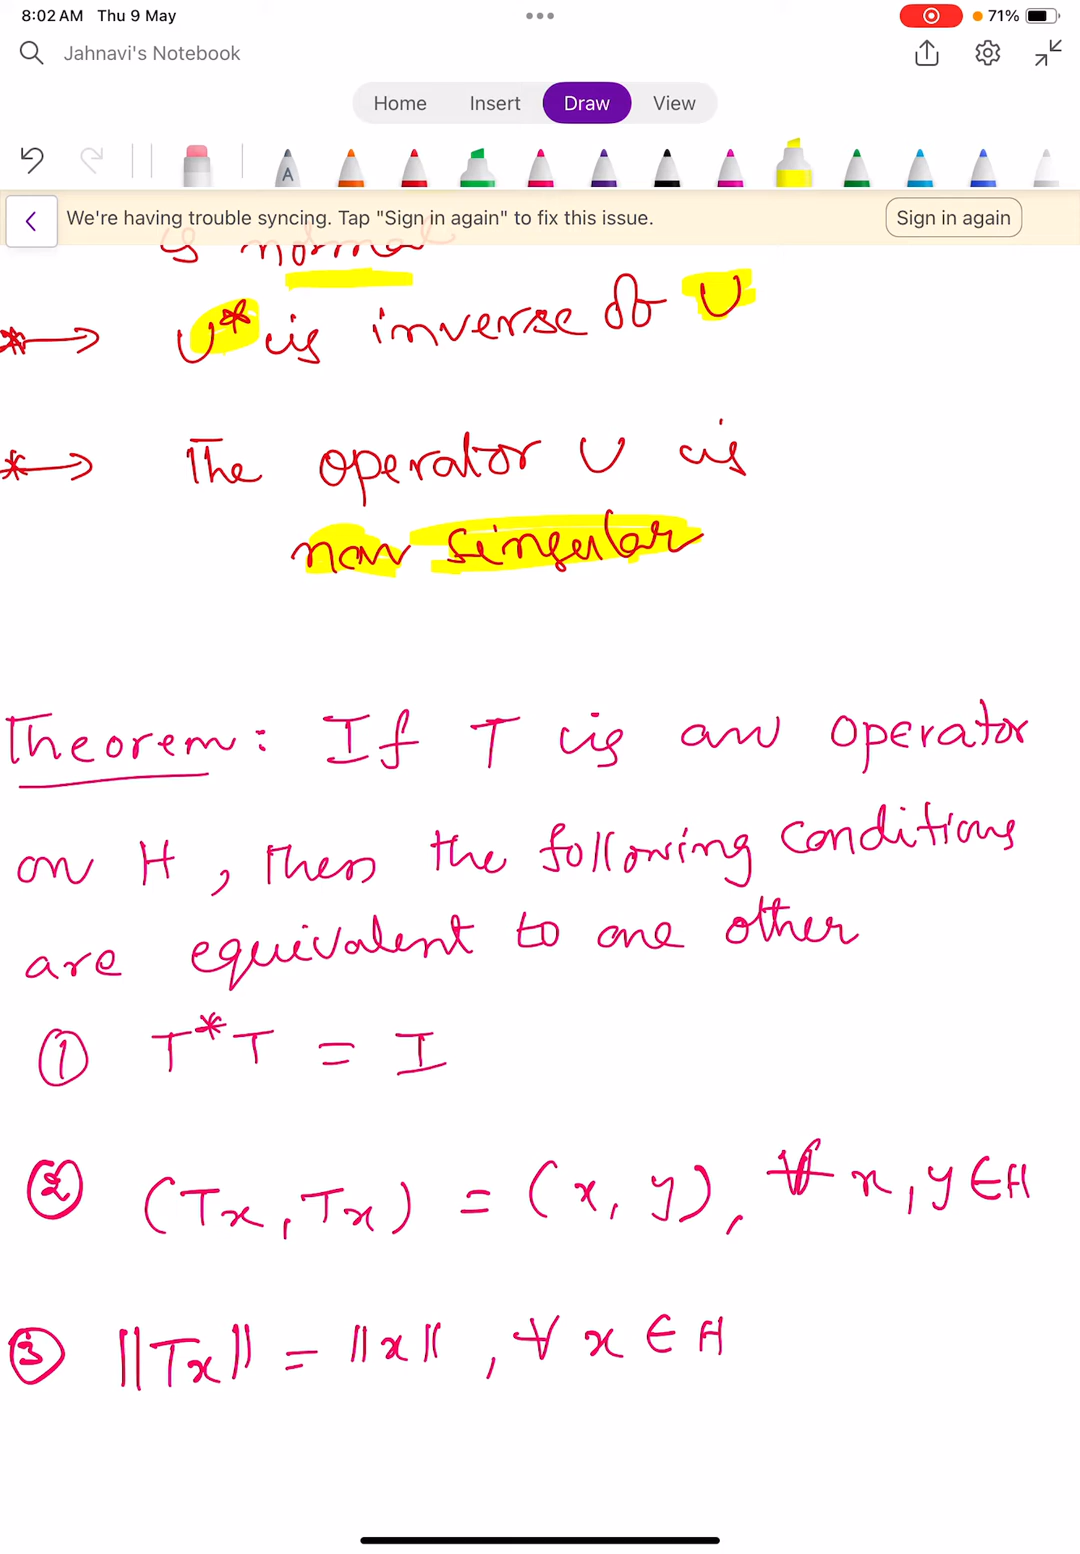 8:02 AM Thu 9 May
71%
Jahnavi's Notebook
Home Insert Draw View
A
We're having trouble syncing. Tap "Sign in again" to fix this issue.
Sign in again
is normal
*→ U* is inverse of U
*→ The operator U is
non singular
Theorem: If T is an operator
on H, then the following conditions
are equivalent to one other
① T*T = I
② (Tx, Tx) = (x, y), ∀ x, y ∈ H
③ ||Tx|| = ||x||, ∀ x ∈ H